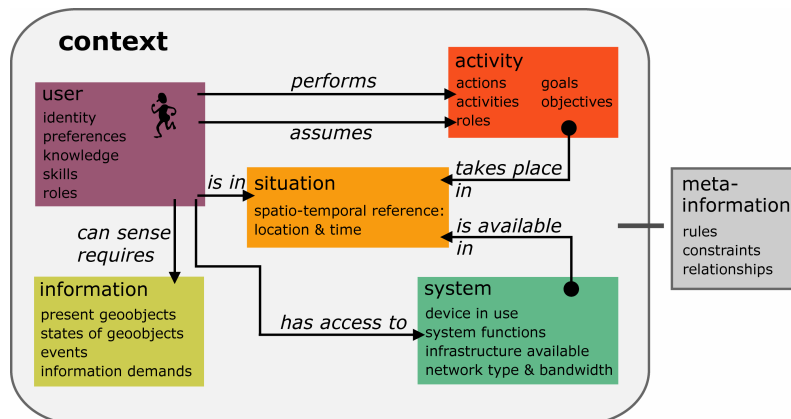 context
user
identity
preferences
knowledge
skills
roles
performs
assumes
activity
actions
activities
roles
goals
objectives
is in
situation
spatio-temporal reference:
location & time
takes place
in
is available
in
meta-
information
rules
constraints
relationships
can sense
requires
information
present geoobjects
states of geoobjects
events
information demands
has access to
system
device in use
system functions
infrastructure available
network type & bandwidth